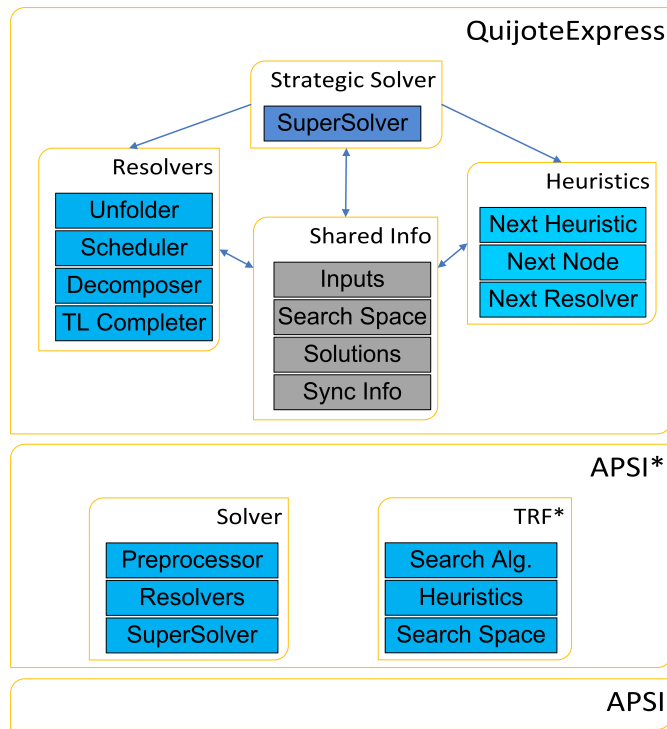 QuijoteExpress
Strategic Solver
SuperSolver
Resolvers
Unfolder
Scheduler
Decomposer
TL Completer
Shared Info
Inputs
Search Space
Solutions
Sync Info
Heuristics
Next Heuristic
Next Node
Next Resolver
APSI*
Solver
Preprocessor
Resolvers
SuperSolver
TRF*
Search Alg.
Heuristics
Search Space
APSI